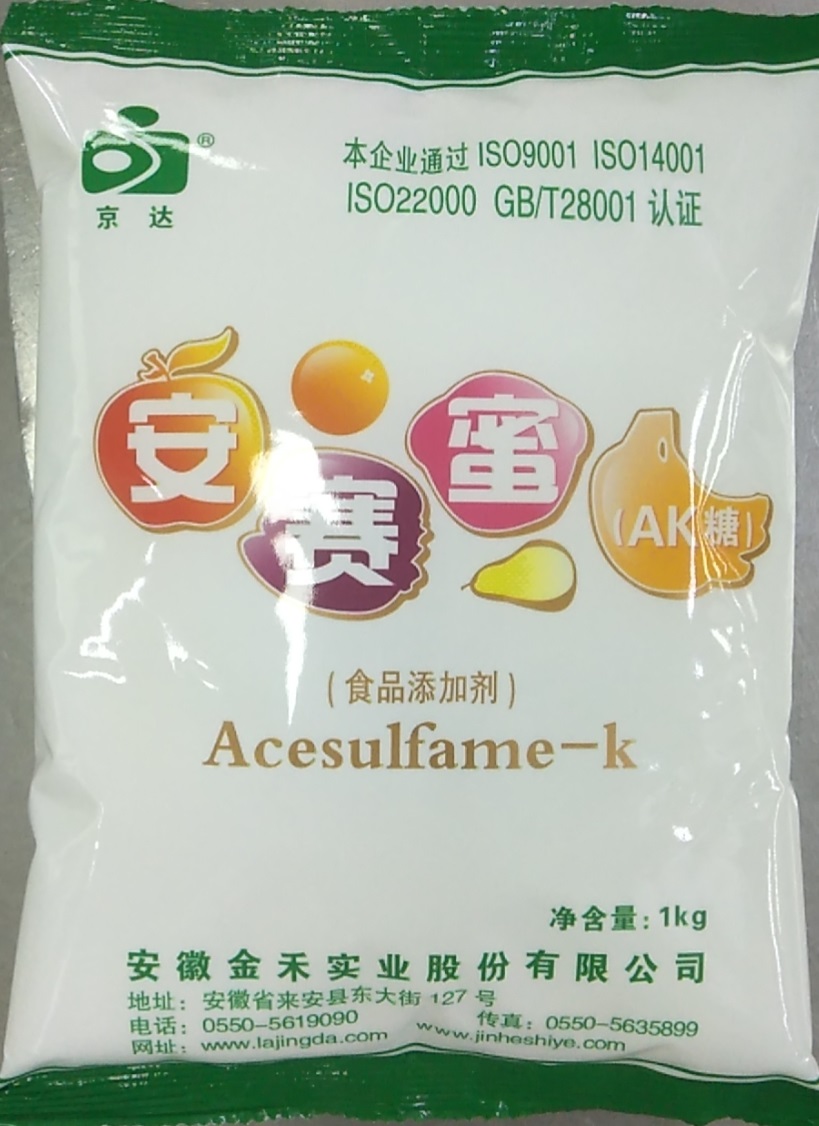 ®
京达
本企业通过 ISO9001 ISO14001
ISO22000 GB/T28001 认证
安赛蜜
(AK糖)
(食品添加剂)
Acesulfame-k
净含量：1kg
安徽金禾实业股份有限公司
地址：安徽省来安县东大街 127 号
电话：0550-5619090 传真：0550-5635899
网址：www.lajingda.com www.jinheshiye.com